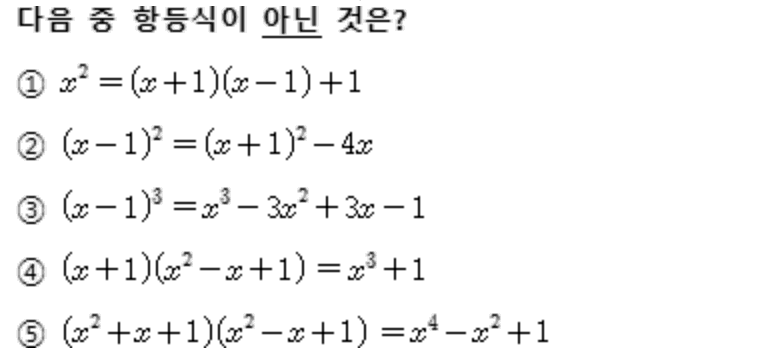 다음 중 항등식이 아닌 것은?
① x² = (x+1)(x−1)+1
② (x−1)² = (x+1)² − 4x
③ (x−1)³ = x³ − 3x² + 3x − 1
④ (x+1)(x² − x + 1) = x³ + 1
⑤ (x² + x + 1)(x² − x + 1) = x⁴ − x² + 1